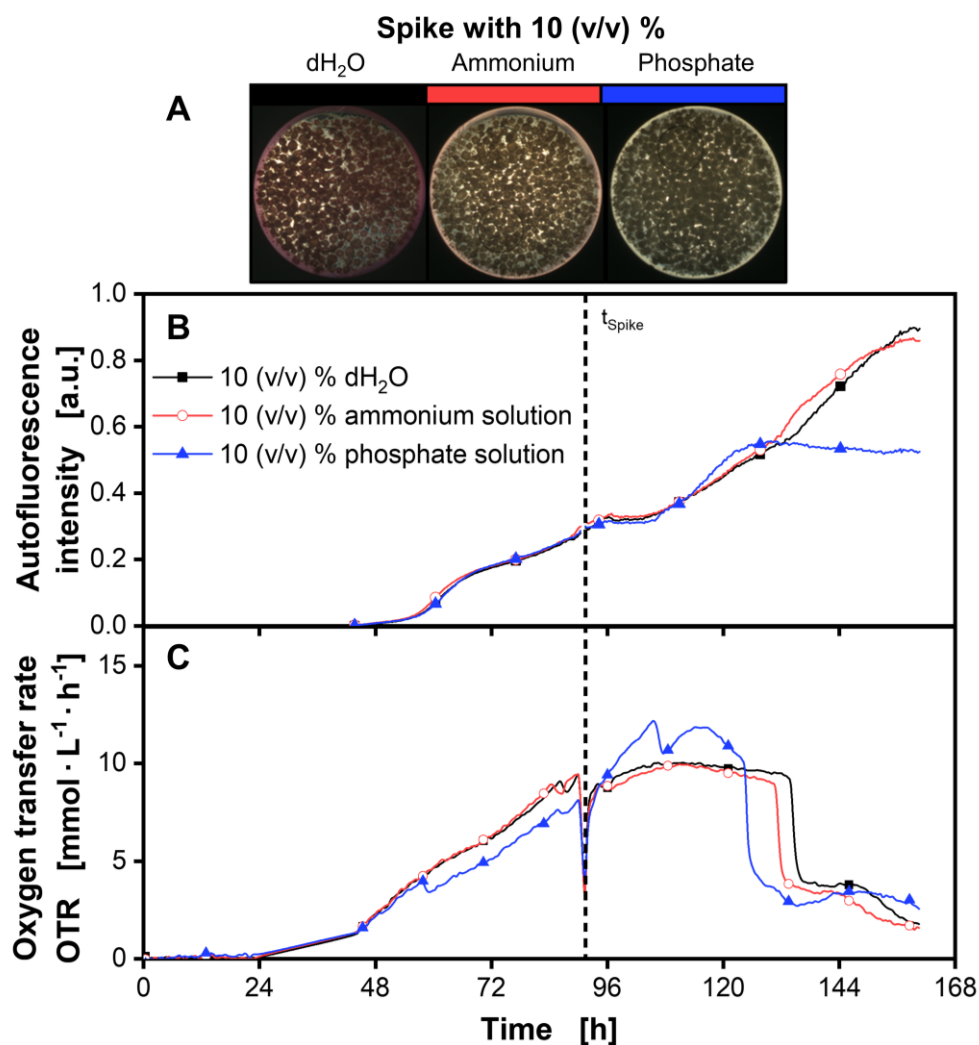 Spike with 10 (v/v) %
dH₂O Ammonium Phosphate
A
B
tSpike
10 (v/v) % dH₂O
10 (v/v) % ammonium solution
10 (v/v) % phosphate solution
Autofluorescence
intensity [a.u.]
1.0
0.8
0.6
0.4
0.2
0.0
C
Oxygen transfer rate
OTR [mmol · L⁻¹ · h⁻¹]
15
10
5
0
0 24 48 72 96 120 144 168
Time [h]